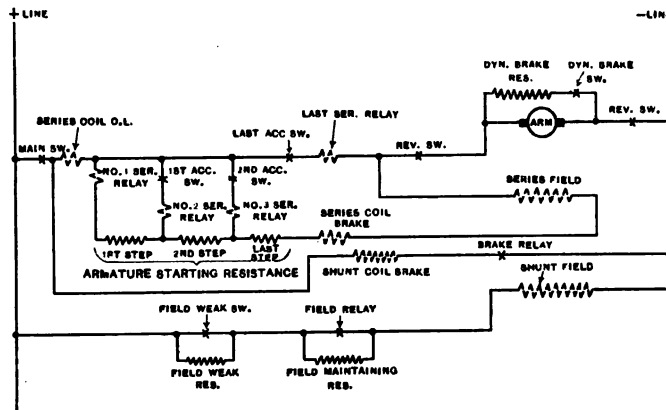 + LINE
— LINE
DYN. BRAKE
RES.
DYN. BRAKE
SW.
SERIES COIL O.L.
LAST SER. RELAY
LAST ACC SW.
REV. SW.
ARM
MAIN SW.
REV. SW.
NO.1 SER.
RELAY
1ST ACC.
SW.
2ND ACC.
SW.
SERIES FIELD
NO.2 SER.
RELAY
NO.3 SER.
RELAY
SERIES COIL
BRAKE
1PT STEP
2ND STEP
LAST
STEP
BRAKE RELAY
ARMATURE STARTING RESISTANCE
SHUNT COIL BRAKE
SHUNT FIELD
FIELD WEAK SW.
FIELD RELAY
FIELD WEAK
RES.
FIELD MAINTAINING
RES.